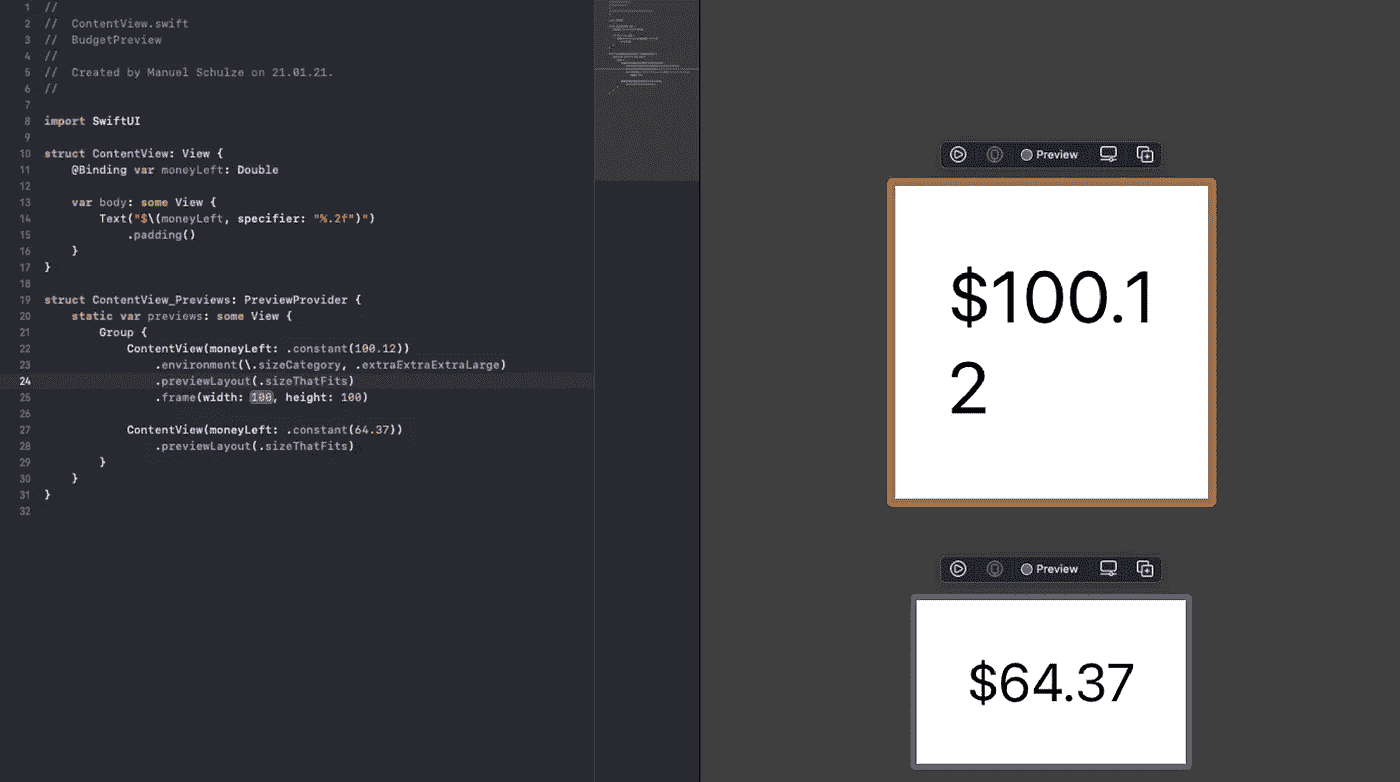 1 //
2 //  ContentView.swift
3 //  BudgetPreview
4 //
5 //  Created by Manuel Schulze on 21.01.21.
6 //
7
8 import SwiftUI
9
10 struct ContentView: View {
11     @Binding var moneyLeft: Double
12
13     var body: some View {
14         Text("$\(moneyLeft, specifier: "%.2f")")
15             .padding()
16     }
17 }
18
19 struct ContentView_Previews: PreviewProvider {
20     static var previews: some View {
21         Group {
22             ContentView(moneyLeft: .constant(100.12))
23                 .environment(\.sizeCategory, .extraExtraExtraLarge)
24                 .previewLayout(.sizeThatFits)
25                 .frame(width: 100, height: 100)
26
27             ContentView(moneyLeft: .constant(64.37))
28                 .previewLayout(.sizeThatFits)
29         }
30     }
31 }
32
Preview
$100.1
2
Preview
$64.37